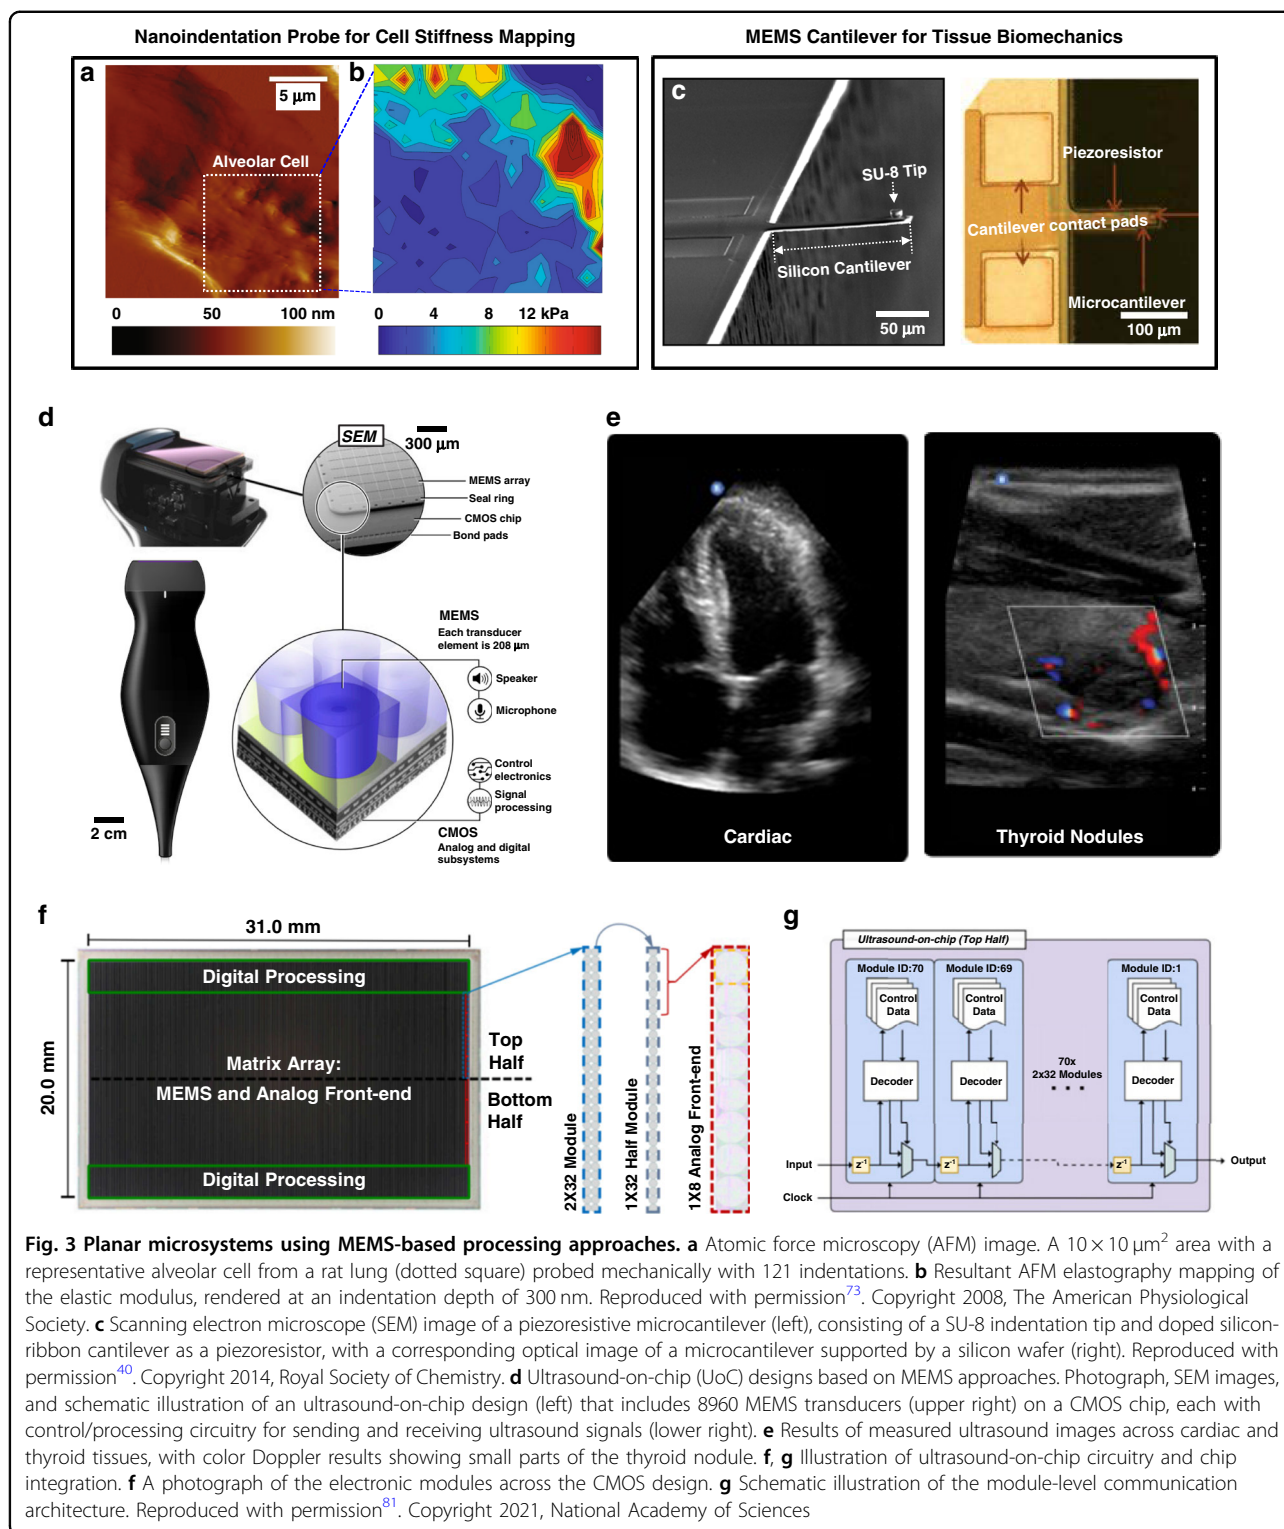 Nanoindentation Probe for Cell Stiffness Mapping
MEMS Cantilever for Tissue Biomechanics
a
5 µm
Alveolar Cell
0 50 100 nm
b
0 4 8 12 kPa
c
SU-8 Tip
Silicon Cantilever
50 µm
Piezoresistor
Cantilever contact pads
Microcantilever
100 µm
d
SEM
300 µm
MEMS array
Seal ring
CMOS chip
Bond pads
MEMS
Each transducer
element is 208 µm
Speaker
Microphone
Control
electronics
Signal
processing
CMOS
Analog and digital
subsystems
2 cm
e
Cardiac
Thyroid Nodules
f
31.0 mm
20.0 mm
Digital Processing
Matrix Array:
MEMS and Analog Front-end
Digital Processing
Top
Half
Bottom
Half
2X32 Module
1X32 Half Module
1X8 Analog Front-end
g
Ultrasound-on-chip (Top Half)
Module ID:70
Module ID:69
Module ID:1
Control
Data
Control
Data
Control
Data
Decoder
Decoder
Decoder
70x
2x32 Modules
Input
z⁻¹
z⁻¹
z⁻¹
Output
Clock
Fig. 3 Planar microsystems using MEMS-based processing approaches. a Atomic force microscopy (AFM) image. A 10 × 10 µm² area with a
representative alveolar cell from a rat lung (dotted square) probed mechanically with 121 indentations. b Resultant AFM elastography mapping of
the elastic modulus, rendered at an indentation depth of 300 nm. Reproduced with permission⁷³. Copyright 2008, The American Physiological
Society. c Scanning electron microscope (SEM) image of a piezoresistive microcantilever (left), consisting of a SU-8 indentation tip and doped silicon-
ribbon cantilever as a piezoresistor, with a corresponding optical image of a microcantilever supported by a silicon wafer (right). Reproduced with
permission⁴⁰. Copyright 2014, Royal Society of Chemistry. d Ultrasound-on-chip (UoC) designs based on MEMS approaches. Photograph, SEM images,
and schematic illustration of an ultrasound-on-chip design (left) that includes 8960 MEMS transducers (upper right) on a CMOS chip, each with
control/processing circuitry for sending and receiving ultrasound signals (lower right). e Results of measured ultrasound images across cardiac and
thyroid tissues, with color Doppler results showing small parts of the thyroid nodule. f, g Illustration of ultrasound-on-chip circuitry and chip
integration. f A photograph of the electronic modules across the CMOS design. g Schematic illustration of the module-level communication
architecture. Reproduced with permission⁸¹. Copyright 2021, National Academy of Sciences